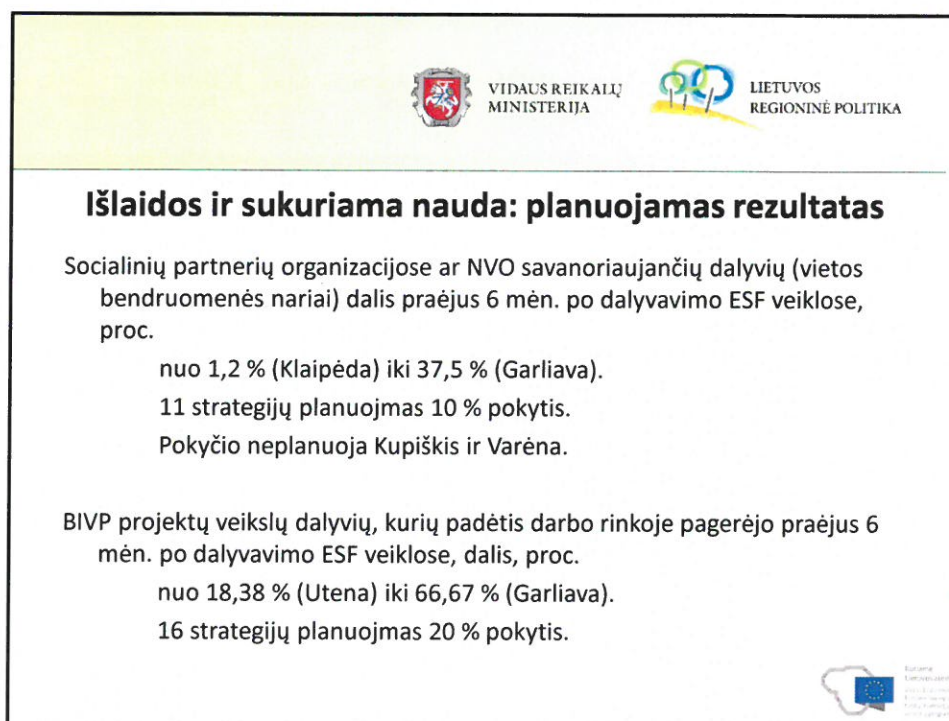 VIDAUS REIKALŲ
MINISTERIJA
LIETUVOS
REGIONINĖ POLITIKA
Išlaidos ir sukuriama nauda: planuojamas rezultatas
Socialinių partnerių organizacijose ar NVO savanoriaujančių dalyvių (vietos
bendruomenės nariai) dalis praėjus 6 mėn. po dalyvavimo ESF veiklose,
proc.
nuo 1,2 % (Klaipėda) iki 37,5 % (Garliava).
11 strategijų planuojmas 10 % pokytis.
Pokyčio neplanuoja Kupiškis ir Varėna.
BIVP projektų veikslų dalyvių, kurių padėtis darbo rinkoje pagerėjo praėjus 6
mėn. po dalyvavimo ESF veiklose, dalis, proc.
nuo 18,38 % (Utena) iki 66,67 % (Garliava).
16 strategijų planuojmas 20 % pokytis.